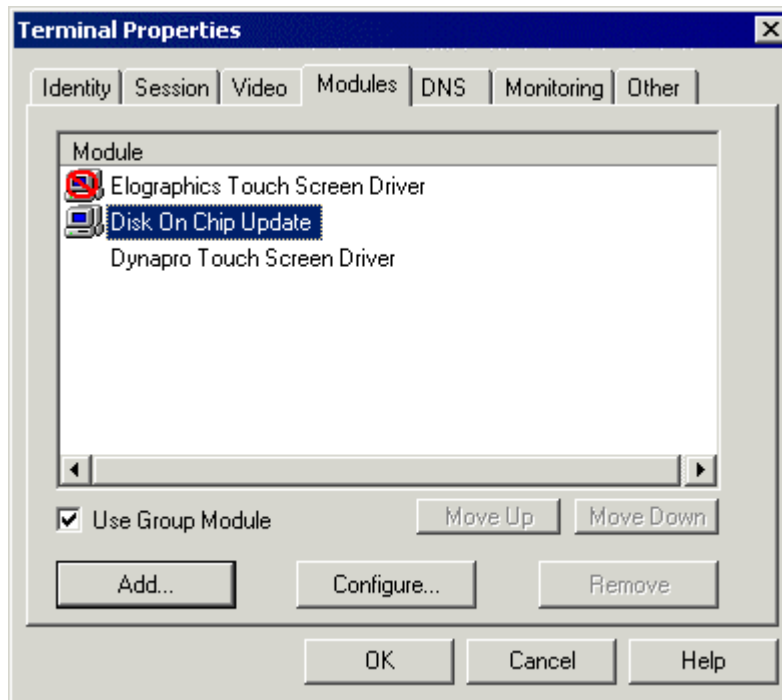 Terminal Properties
Identity Session Video Modules DNS Monitoring Other
Module
Elographics Touch Screen Driver
Disk On Chip Update
Dynapro Touch Screen Driver
Use Group Module Move Up Move Down
Add... Configure... Remove
OK Cancel Help